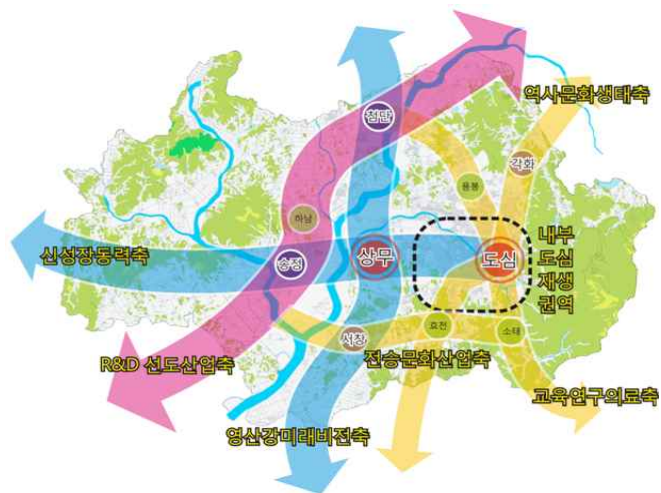 첨단
역사문화생태축
각화
용봉
하남
내부
도심
재생
권역
신성장동력축
송정
상무
도심
서창
효천
소태
R&D 선도산업축
전승문화산업축
교육연구의료축
영산강미래비전축